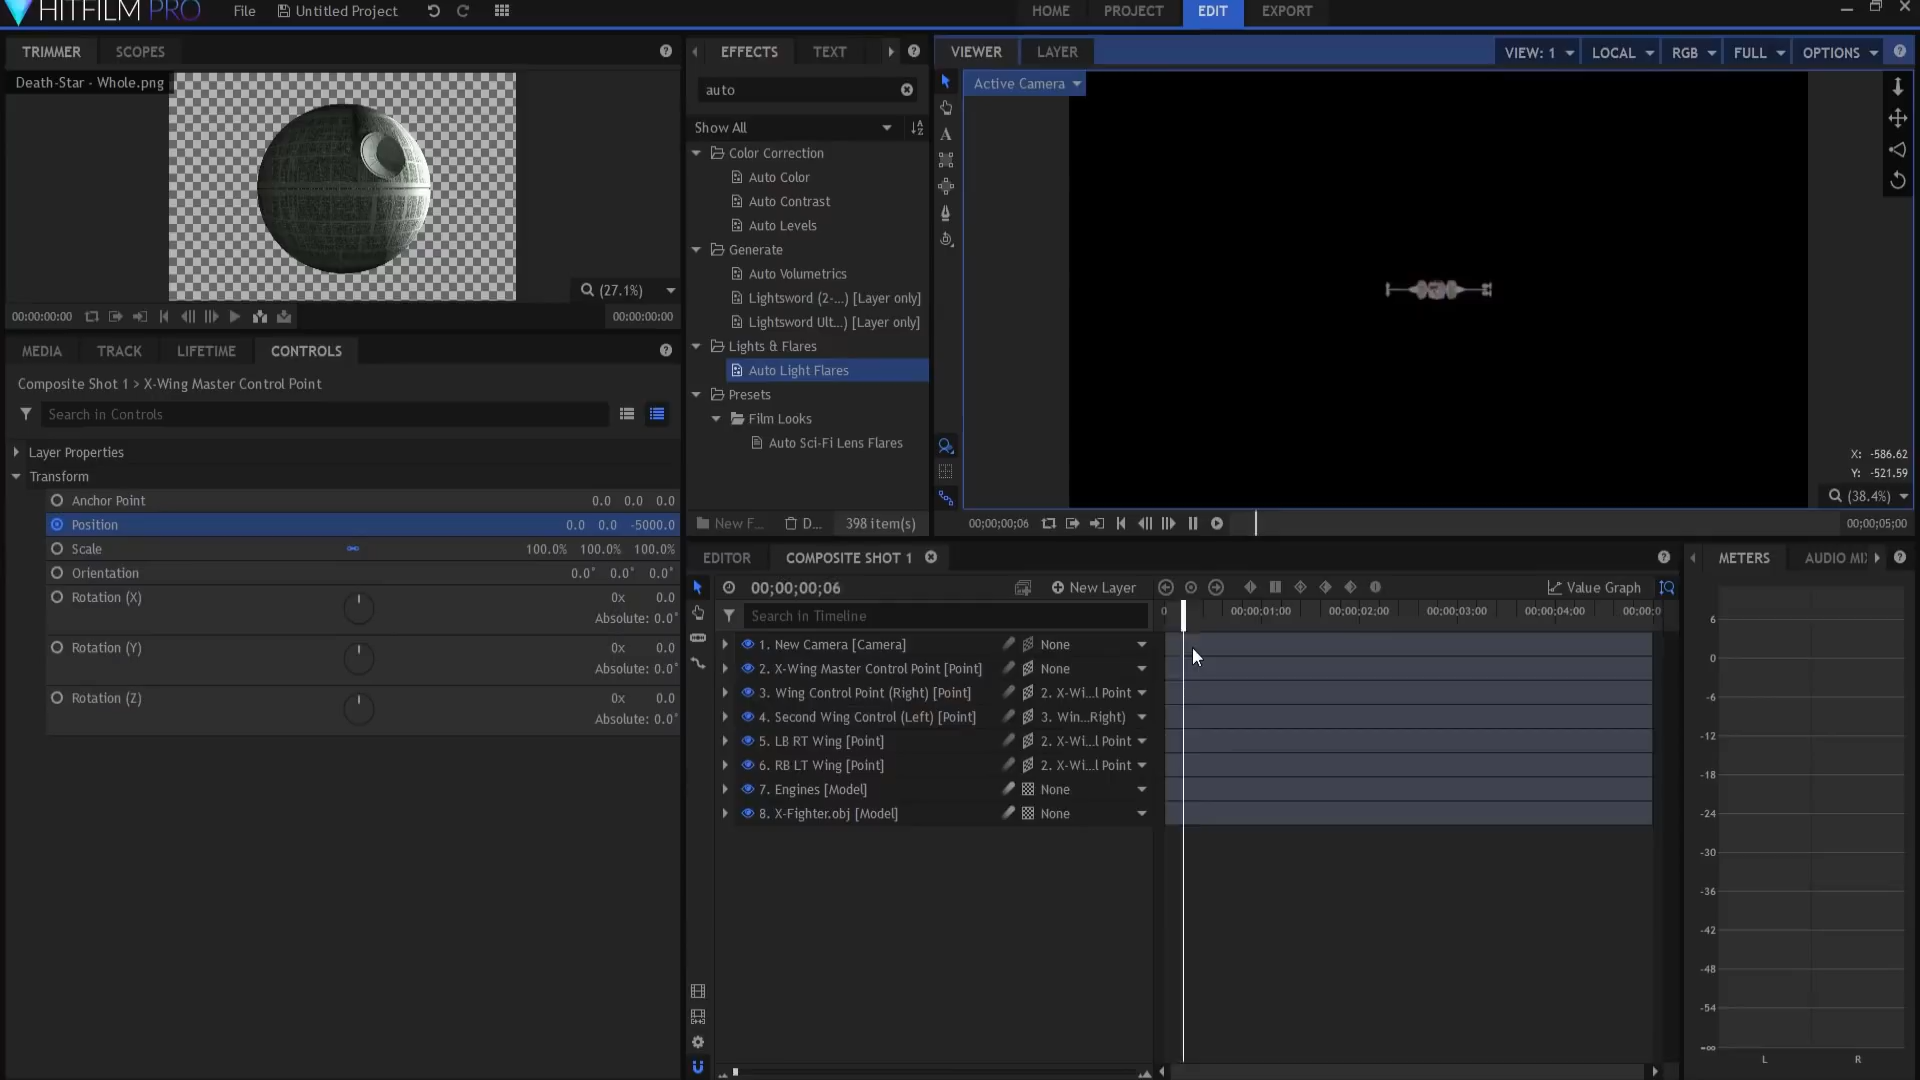 HITFILM PRO
File
Untitled Project
HOME
PROJECT
EDIT
EXPORT
TRIMMER
SCOPES
Death-Star - Whole.png
(27.1%)
00:00:00:00
00:00:00:00
MEDIA
TRACK
LIFETIME
CONTROLS
Composite Shot 1 > X-Wing Master Control Point
Search in Controls
Layer Properties
Transform
Anchor Point 0.0 0.0 0.0
Position 0.0 0.0 -5000.0
Scale 100.0% 100.0% 100.0%
Orientation 0.0° 0.0° 0.0°
Rotation (X) 0x 0.0
Absolute: 0.0°
Rotation (Y) 0x 0.0
Absolute: 0.0°
Rotation (Z) 0x 0.0
Absolute: 0.0°
EFFECTS
TEXT
auto
Show All
Color Correction
Auto Color
Auto Contrast
Auto Levels
Generate
Auto Volumetrics
Lightsword (2-...) [Layer only]
Lightsword Ult...) [Layer only]
Lights & Flares
Auto Light Flares
Presets
Film Looks
Auto Sci-Fi Lens Flares
New F...
D...
398 item(s)
VIEWER
LAYER
VIEW: 1
LOCAL
RGB
FULL
OPTIONS
Active Camera
X: -586.62
Y: -521.59
(38.4%)
00;00;00;06
00;00;05;00
EDITOR
COMPOSITE SHOT 1
00;00;00;06
New Layer
Value Graph
Search in Timeline
0
00;00;01;00
00;00;02;00
00;00;03;00
00;00;04;00
00;00;0
1. New Camera [Camera] None
2. X-Wing Master Control Point [Point] None
3. Wing Control Point (Right) [Point] 2. X-Wi...l Point
4. Second Wing Control (Left) [Point] 3. Win...Right)
5. LB RT Wing [Point] 2. X-Wi...l Point
6. RB LT Wing [Point] 2. X-Wi...l Point
7. Engines [Model] None
8. X-Fighter.obj [Model] None
METERS
AUDIO MI
6
0
-6
-12
-18
-24
-30
-36
-42
-48
-54
-∞
L
R